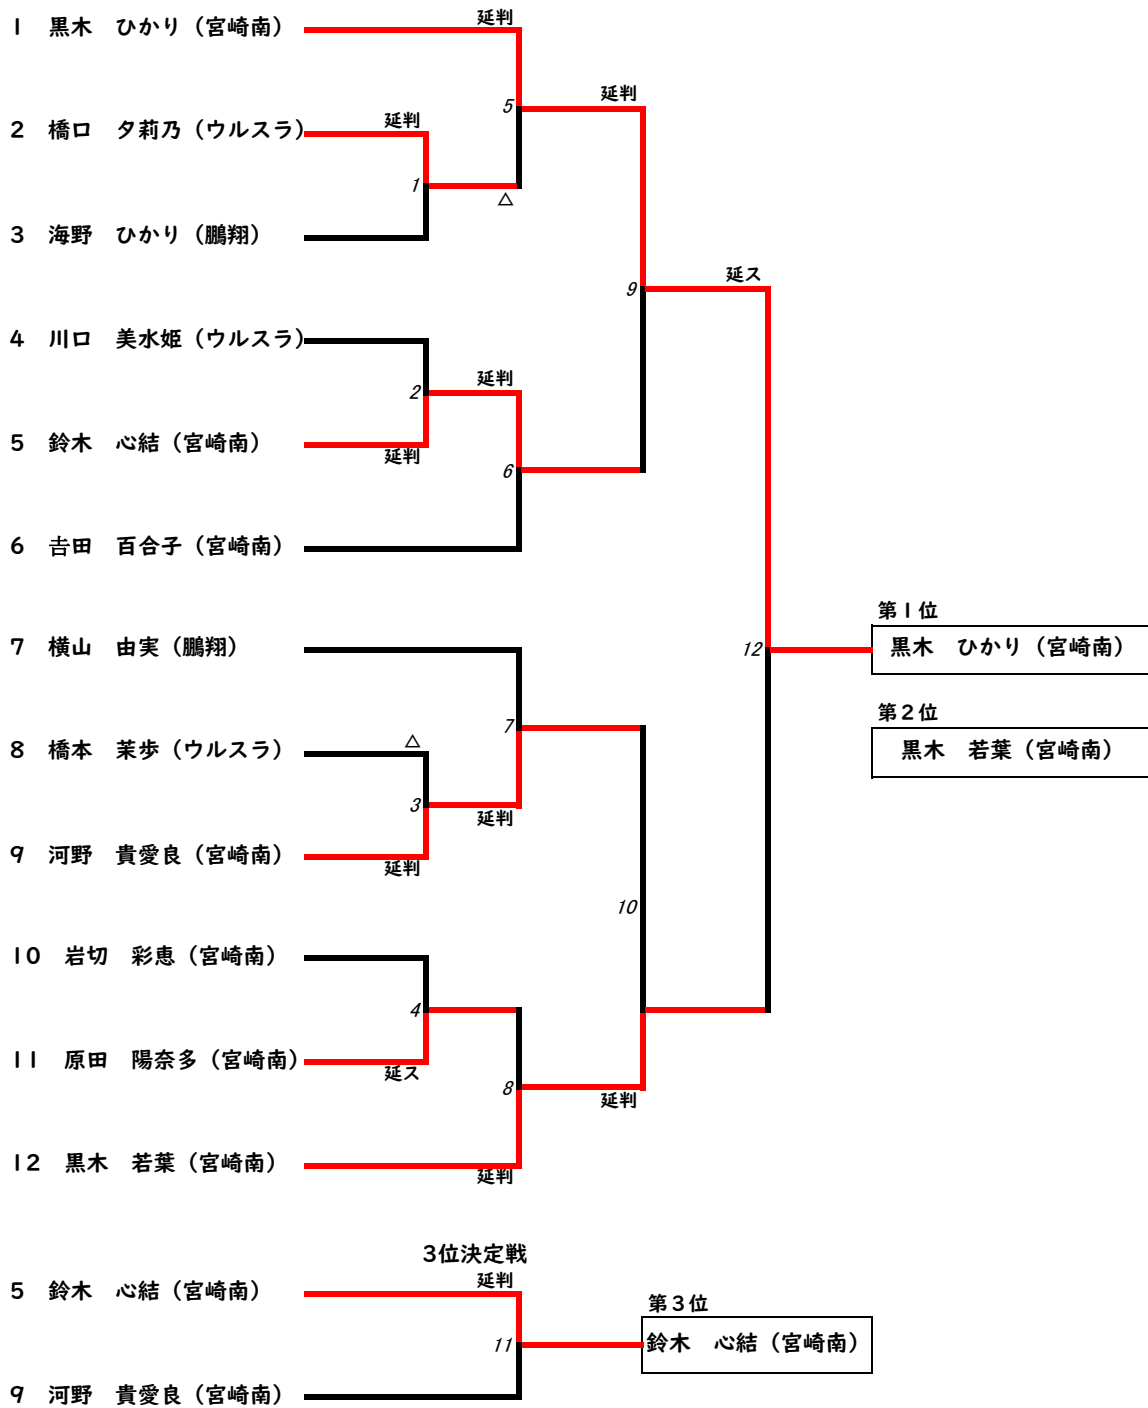 延判
1 黒木 ひかり（宮崎南）
5
延判
2 橋口 夕莉乃（ウルスラ）
延判
1
△
3 海野 ひかり（鵬翔）
9
延ス
4 川口 美水姫（ウルスラ）
2
延判
5 鈴木 心結（宮崎南）
延判
6
6 𠮷田 百合子（宮崎南）
第1位
7 横山 由実（鵬翔）
12
黒木 ひかり（宮崎南）
第2位
7
8 橋本 茉歩（ウルスラ）
△
黒木 若葉（宮崎南）
3
延判
9 河野 貴愛良（宮崎南）
延判
10
10 岩切 彩恵（宮崎南）
4
11 原田 陽奈多（宮崎南）
延ス
8
延判
12 黒木 若葉（宮崎南）
延判
3位決定戦
延判
5 鈴木 心結（宮崎南）
第3位
11
鈴木 心結（宮崎南）
9 河野 貴愛良（宮崎南）